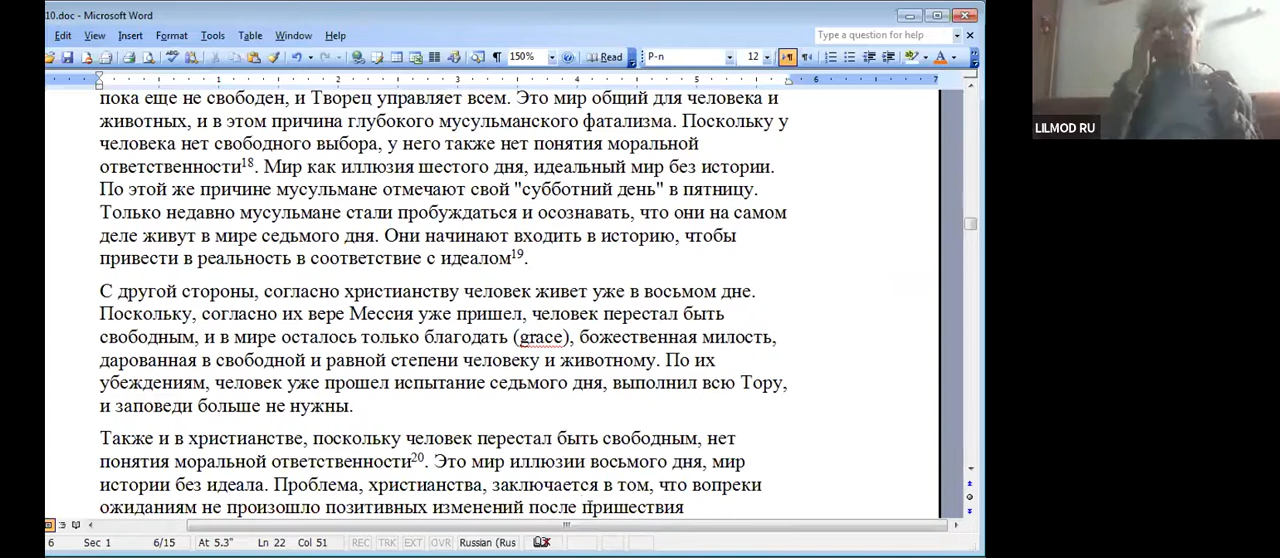 10.doc - Microsoft Word
Edit View Insert Format Tools Table Window Help
Type a question for help
150% Read P-n 12
1 2 3 4 5 6 7
пока еще не свободен, и Творец управляет всем. Это мир общий для человека и
животных, и в этом причина глубокого мусульманского фатализма. Поскольку у
человека нет свободного выбора, у него также нет понятия моральной
ответственности18. Мир как иллюзия шестого дня, идеальный мир без истории.
По этой же причине мусульмане отмечают свой "субботний день" в пятницу.
Только недавно мусульмане стали пробуждаться и осознавать, что они на самом
деле живут в мире седьмого дня. Они начинают входить в историю, чтобы
привести в реальность в соответствие с идеалом19.
С другой стороны, согласно христианству человек живет уже в восьмом дне.
Поскольку, согласно их вере Мессия уже пришел, человек перестал быть
свободным, и в мире осталось только благодать (grace), божественная милость,
дарованная в свободной и равной степени человеку и животному. По их
убеждениям, человек уже прошел испытание седьмого дня, выполнил всю Тору,
и заповеди больше не нужны.
Также и в христианстве, поскольку человек перестал быть свободным, нет
понятия моральной ответственности20. Это мир иллюзии восьмого дня, мир
истории без идеала. Проблема, христианства, заключается в том, что вопреки
ожиданиям не произошло позитивных изменений после пришествия
6 Sec 1 6/15 At 5.3" Ln 22 Col 51 REC TRK EXT OVR Russian (Rus
LILMOD RU